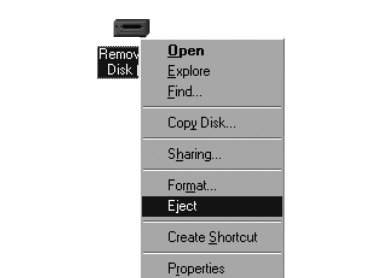 Remov
Disk
Open
Explore
Find...
Copy Disk...
Sharing...
Format...
Eject
Create Shortcut
Properties